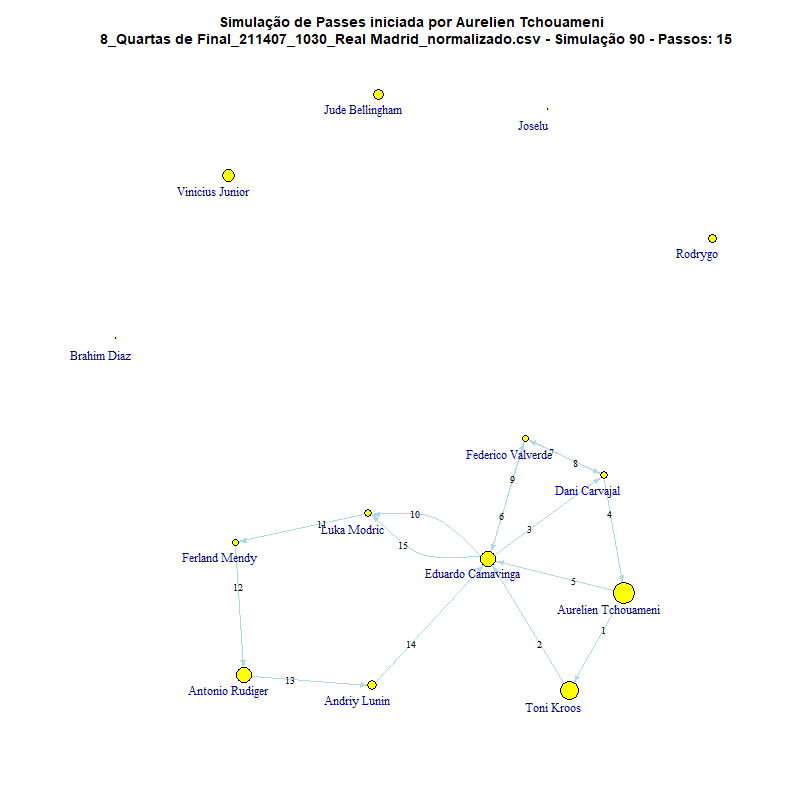 Simulação de Passes iniciada por Aurelien Tchouameni
8_Quartas de Final_211407_1030_Real Madrid_normalizado.csv - Simulação 90 - Passos: 15
Jude Bellingham
Joselu
Vinicius Junior
Rodrygo
Brahim Diaz
Federico Valverde
7
8
9
Dani Carvajal
10
6
4
11
Luka Modric
3
15
Ferland Mendy
Eduardo Camavinga
5
12
Aurelien Tchouameni
1
14
2
13
Antonio Rudiger
Andriy Lunin
Toni Kroos